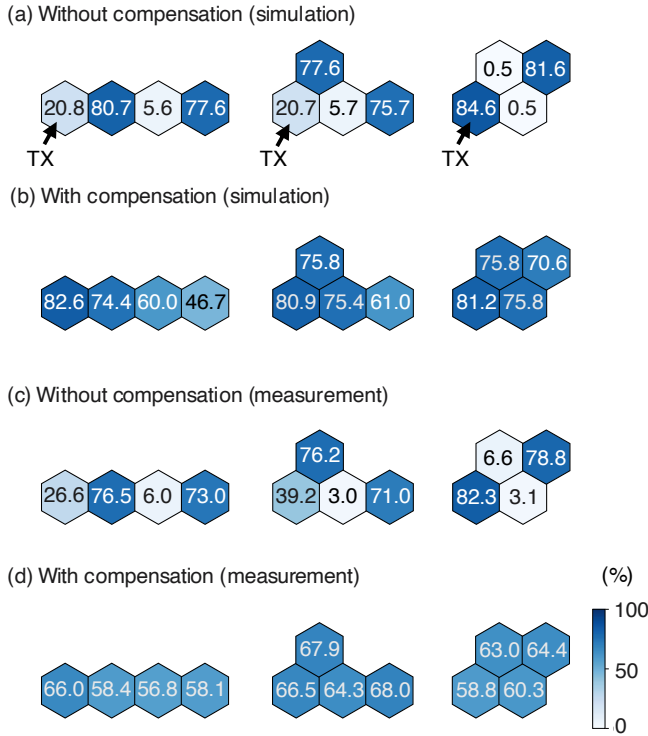 (a) Without compensation (simulation)
77.6 0.5 81.6
20.8 80.7 5.6 77.6 20.7 5.7 75.7 84.6 0.5
TX TX TX
(b) With compensation (simulation)
75.8 75.8 70.6
82.6 74.4 60.0 46.7 80.9 75.4 61.0 81.2 75.8
(c) Without compensation (measurement)
76.2 6.6 78.8
26.6 76.5 6.0 73.0 39.2 3.0 71.0 82.3 3.1
(d) With compensation (measurement) (%)
67.9 63.0 64.4 100
66.0 58.4 56.8 58.1 66.5 64.3 68.0 58.8 60.3 50
0